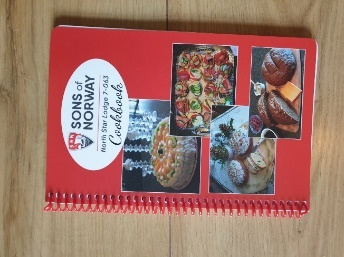 SONS of
NORWAY
North Star Lodge 7-063
Cookbook